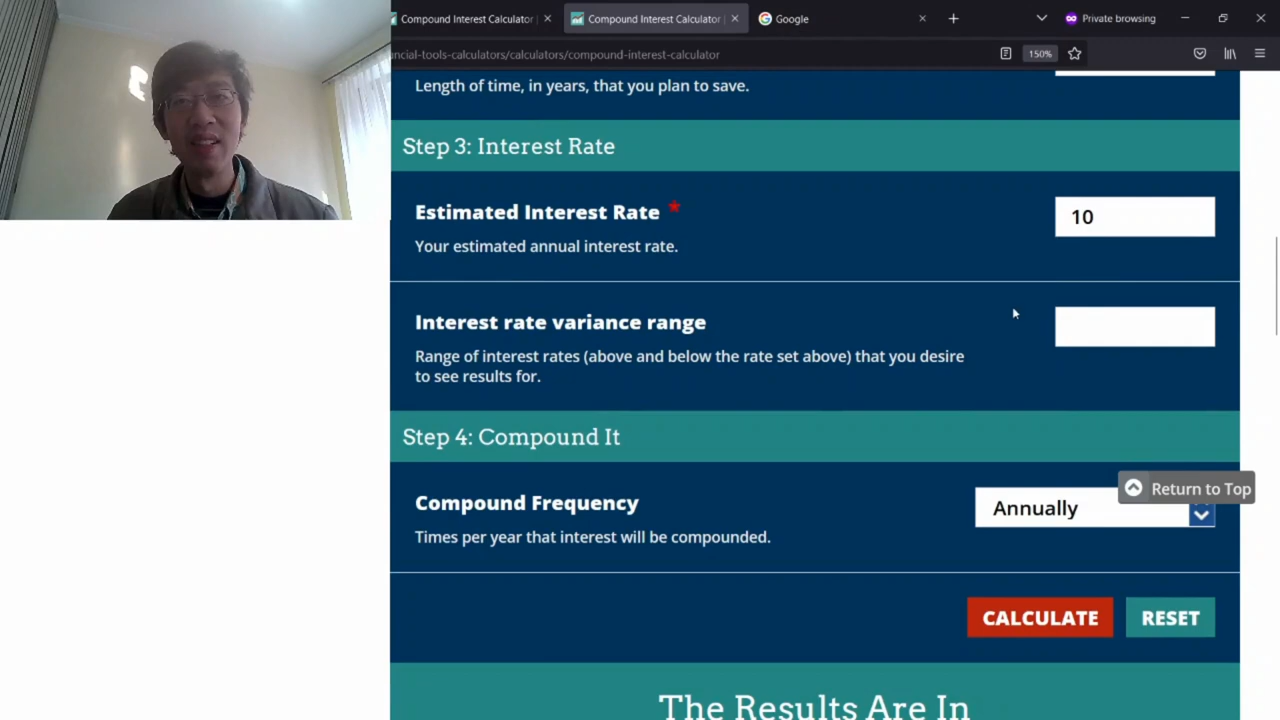 Compound Interest Calculator
Compound Interest Calculator
Google
Private browsing
ncial-tools-calculators/calculators/compound-interest-calculator
150%
Length of time, in years, that you plan to save.
Step 3: Interest Rate
Estimated Interest Rate *
10
Your estimated annual interest rate.
Interest rate variance range
Range of interest rates (above and below the rate set above) that you desire
to see results for.
Step 4: Compound It
Compound Frequency
Annually
Return to Top
Times per year that interest will be compounded.
CALCULATE
RESET
The Results Are In